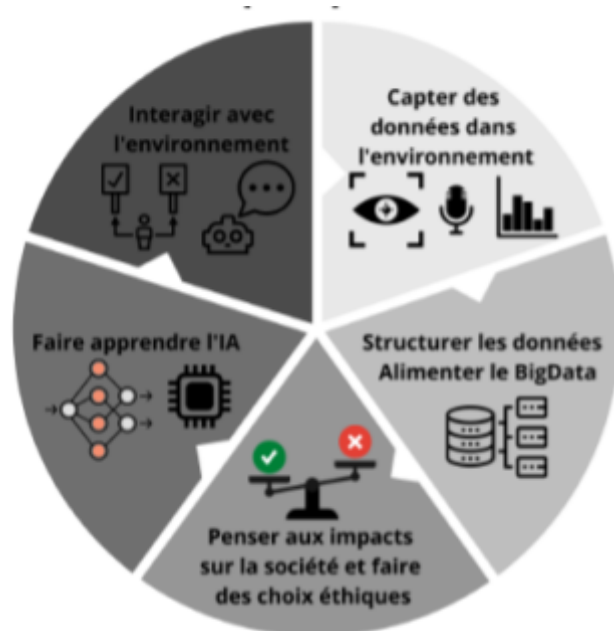 Capter des
données dans
l'environnement
Structurer les données
Alimenter le BigData
Penser aux impacts
sur la société et faire
des choix éthiques
Faire apprendre l'IA
Interagir avec
l'environnement